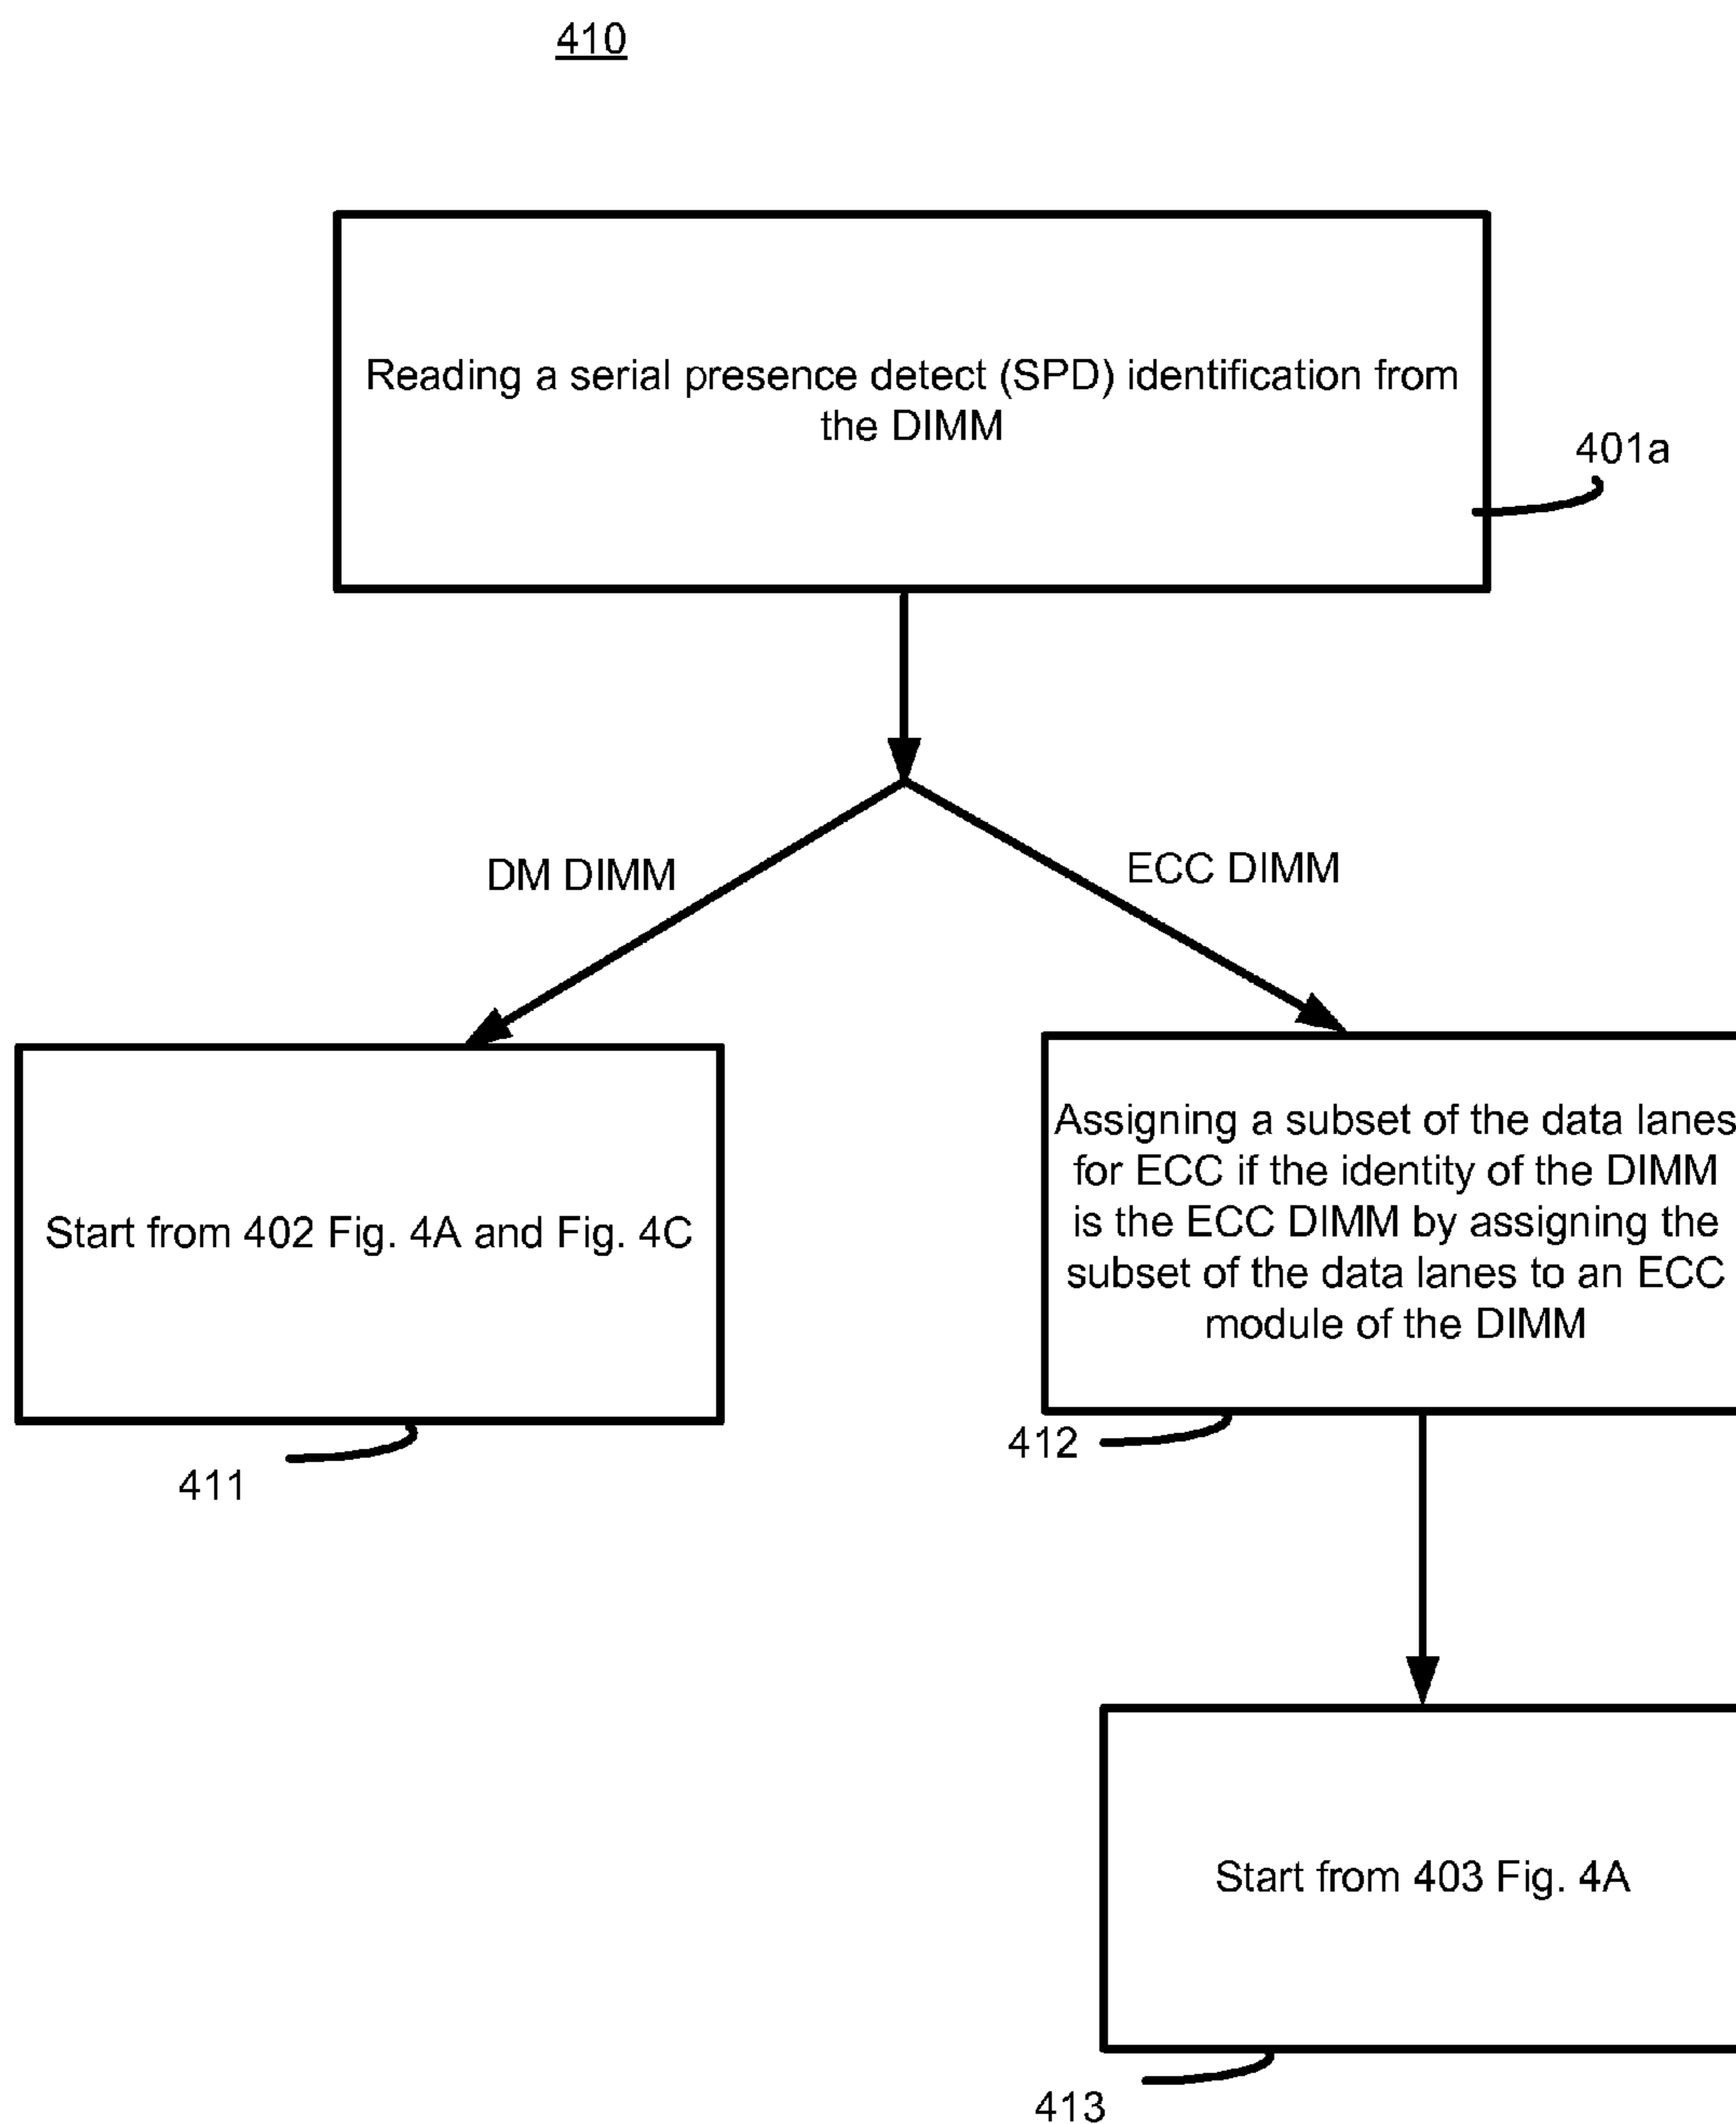 410
Reading a serial presence detect (SPD) identification from
the DIMM
401a
DM DIMM
ECC DIMM
Start from 402 Fig. 4A and Fig. 4C
411
Assigning a subset of the data lanes
for ECC if the identity of the DIMM
is the ECC DIMM by assigning the
subset of the data lanes to an ECC
module of the DIMM
412
Start from 403 Fig. 4A
413